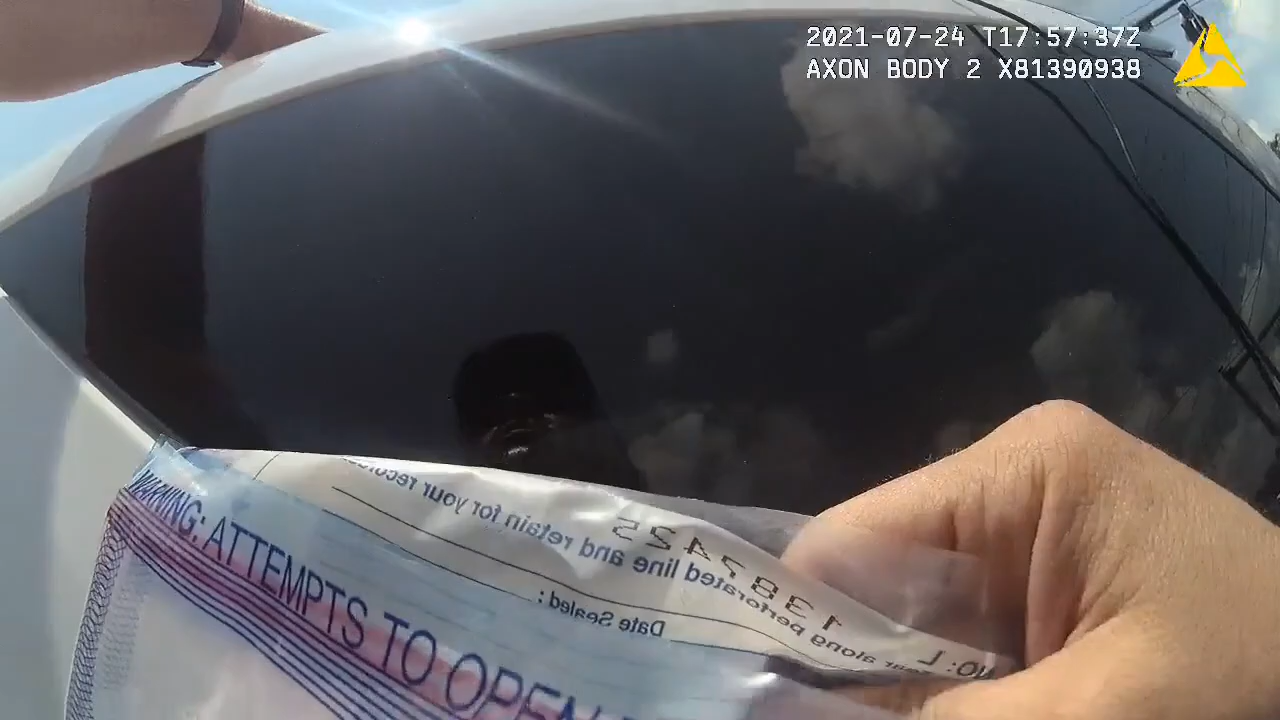 2021-07-24 T17:57:37Z
AXON BODY 2 X81390938
WARNING: ATTEMPTS TO OPEN
along perforated line and retain for your records
1387425
Date Sealed:
NO: L